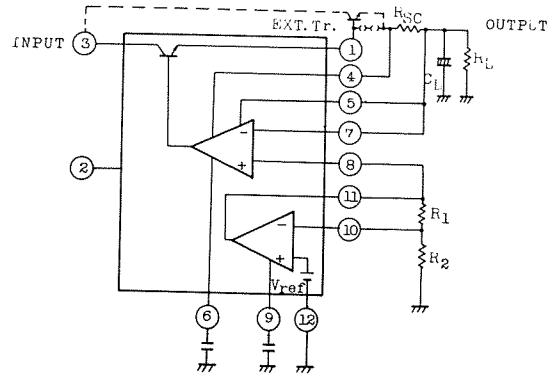 EXT.Tr.
RSC
OUTPUT
INPUT
3
1
4
CL
RL
5
-
7
2
+
8
11
R1
-
10
+
R2
Vref
6
9
12